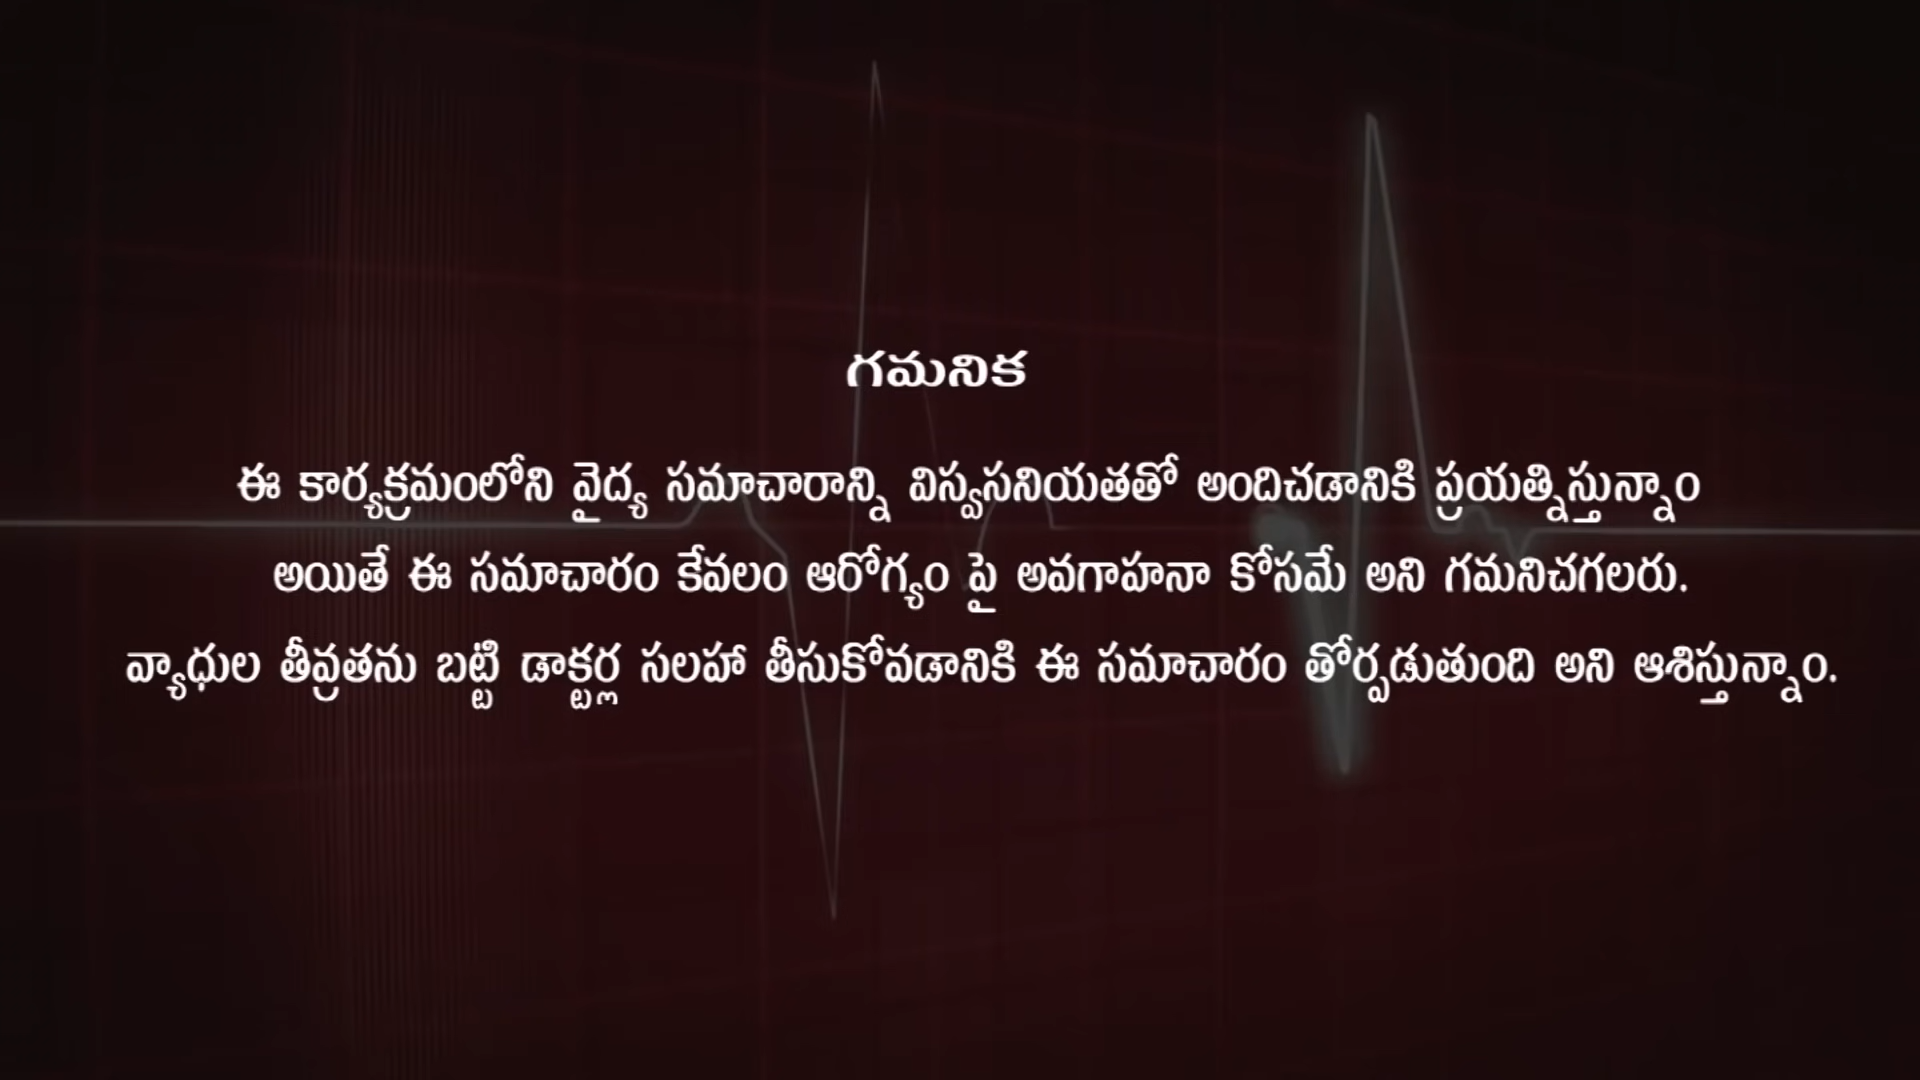 గమనిక
ఈ కార్యక్రమంలోని వైద్య సమాచారాన్ని విస్వసనియతతో అందిచడానికి ప్రయత్నిస్తున్నాం
అయితే ఈ సమాచారం కేవలం ఆరోగ్యం పై అవగాహనా కోసమే అని గమనిచగలరు.
వ్యాధుల తీవ్రతను బట్టి డాక్టర్ల సలహా తీసుకోవడానికి ఈ సమాచారం తోర్పడుతుంది అని ఆశిస్తున్నాం.